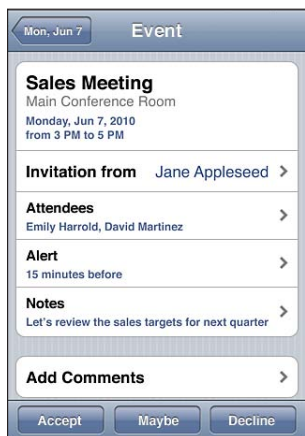 Mon, Jun 7 Event
Sales Meeting
Main Conference Room
Monday, Jun 7, 2010
from 3 PM to 5 PM
Invitation from Jane Appleseed
Attendees
Emily Harrold, David Martinez
Alert
15 minutes before
Notes
Let's review the sales targets for next quarter
Add Comments
Accept Maybe Decline